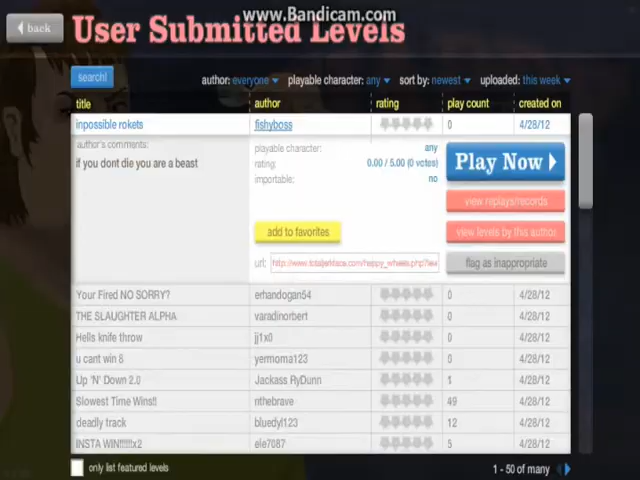 www.Bandicam.com
back
User Submitted Levels
search!
author: everyone
playable character: any
sort by: newest
uploaded: this week
title author rating play count created on
inpossible rokets fishyboss 0 4/28/12
author's comments:
if you dont die you are a beast
playable character: any
rating: 0.00 / 5.00 (0 votes)
importable: no
Play Now
view replays/records
add to favorites
view levels by this author
url: http://www.totaljerkface.com/happy_wheels.php?lev
flag as inappropriate
Your Fired NO SORRY? erhandogan54 0 4/28/12
THE SLAUGHTER ALPHA varadinorbert 0 4/28/12
Hells knife throw jj1x0 0 4/28/12
u cant win 8 yermoma123 0 4/28/12
Up 'N' Down 2.0 Jackass RyDunn 1 4/28/12
Slowest Time Wins!! nthebrave 49 4/28/12
deadly track bluedyl123 12 4/28/12
INSTA WIN!!!!!!x2 ele7087 5 4/28/12
only list featured levels
1 - 50 of many